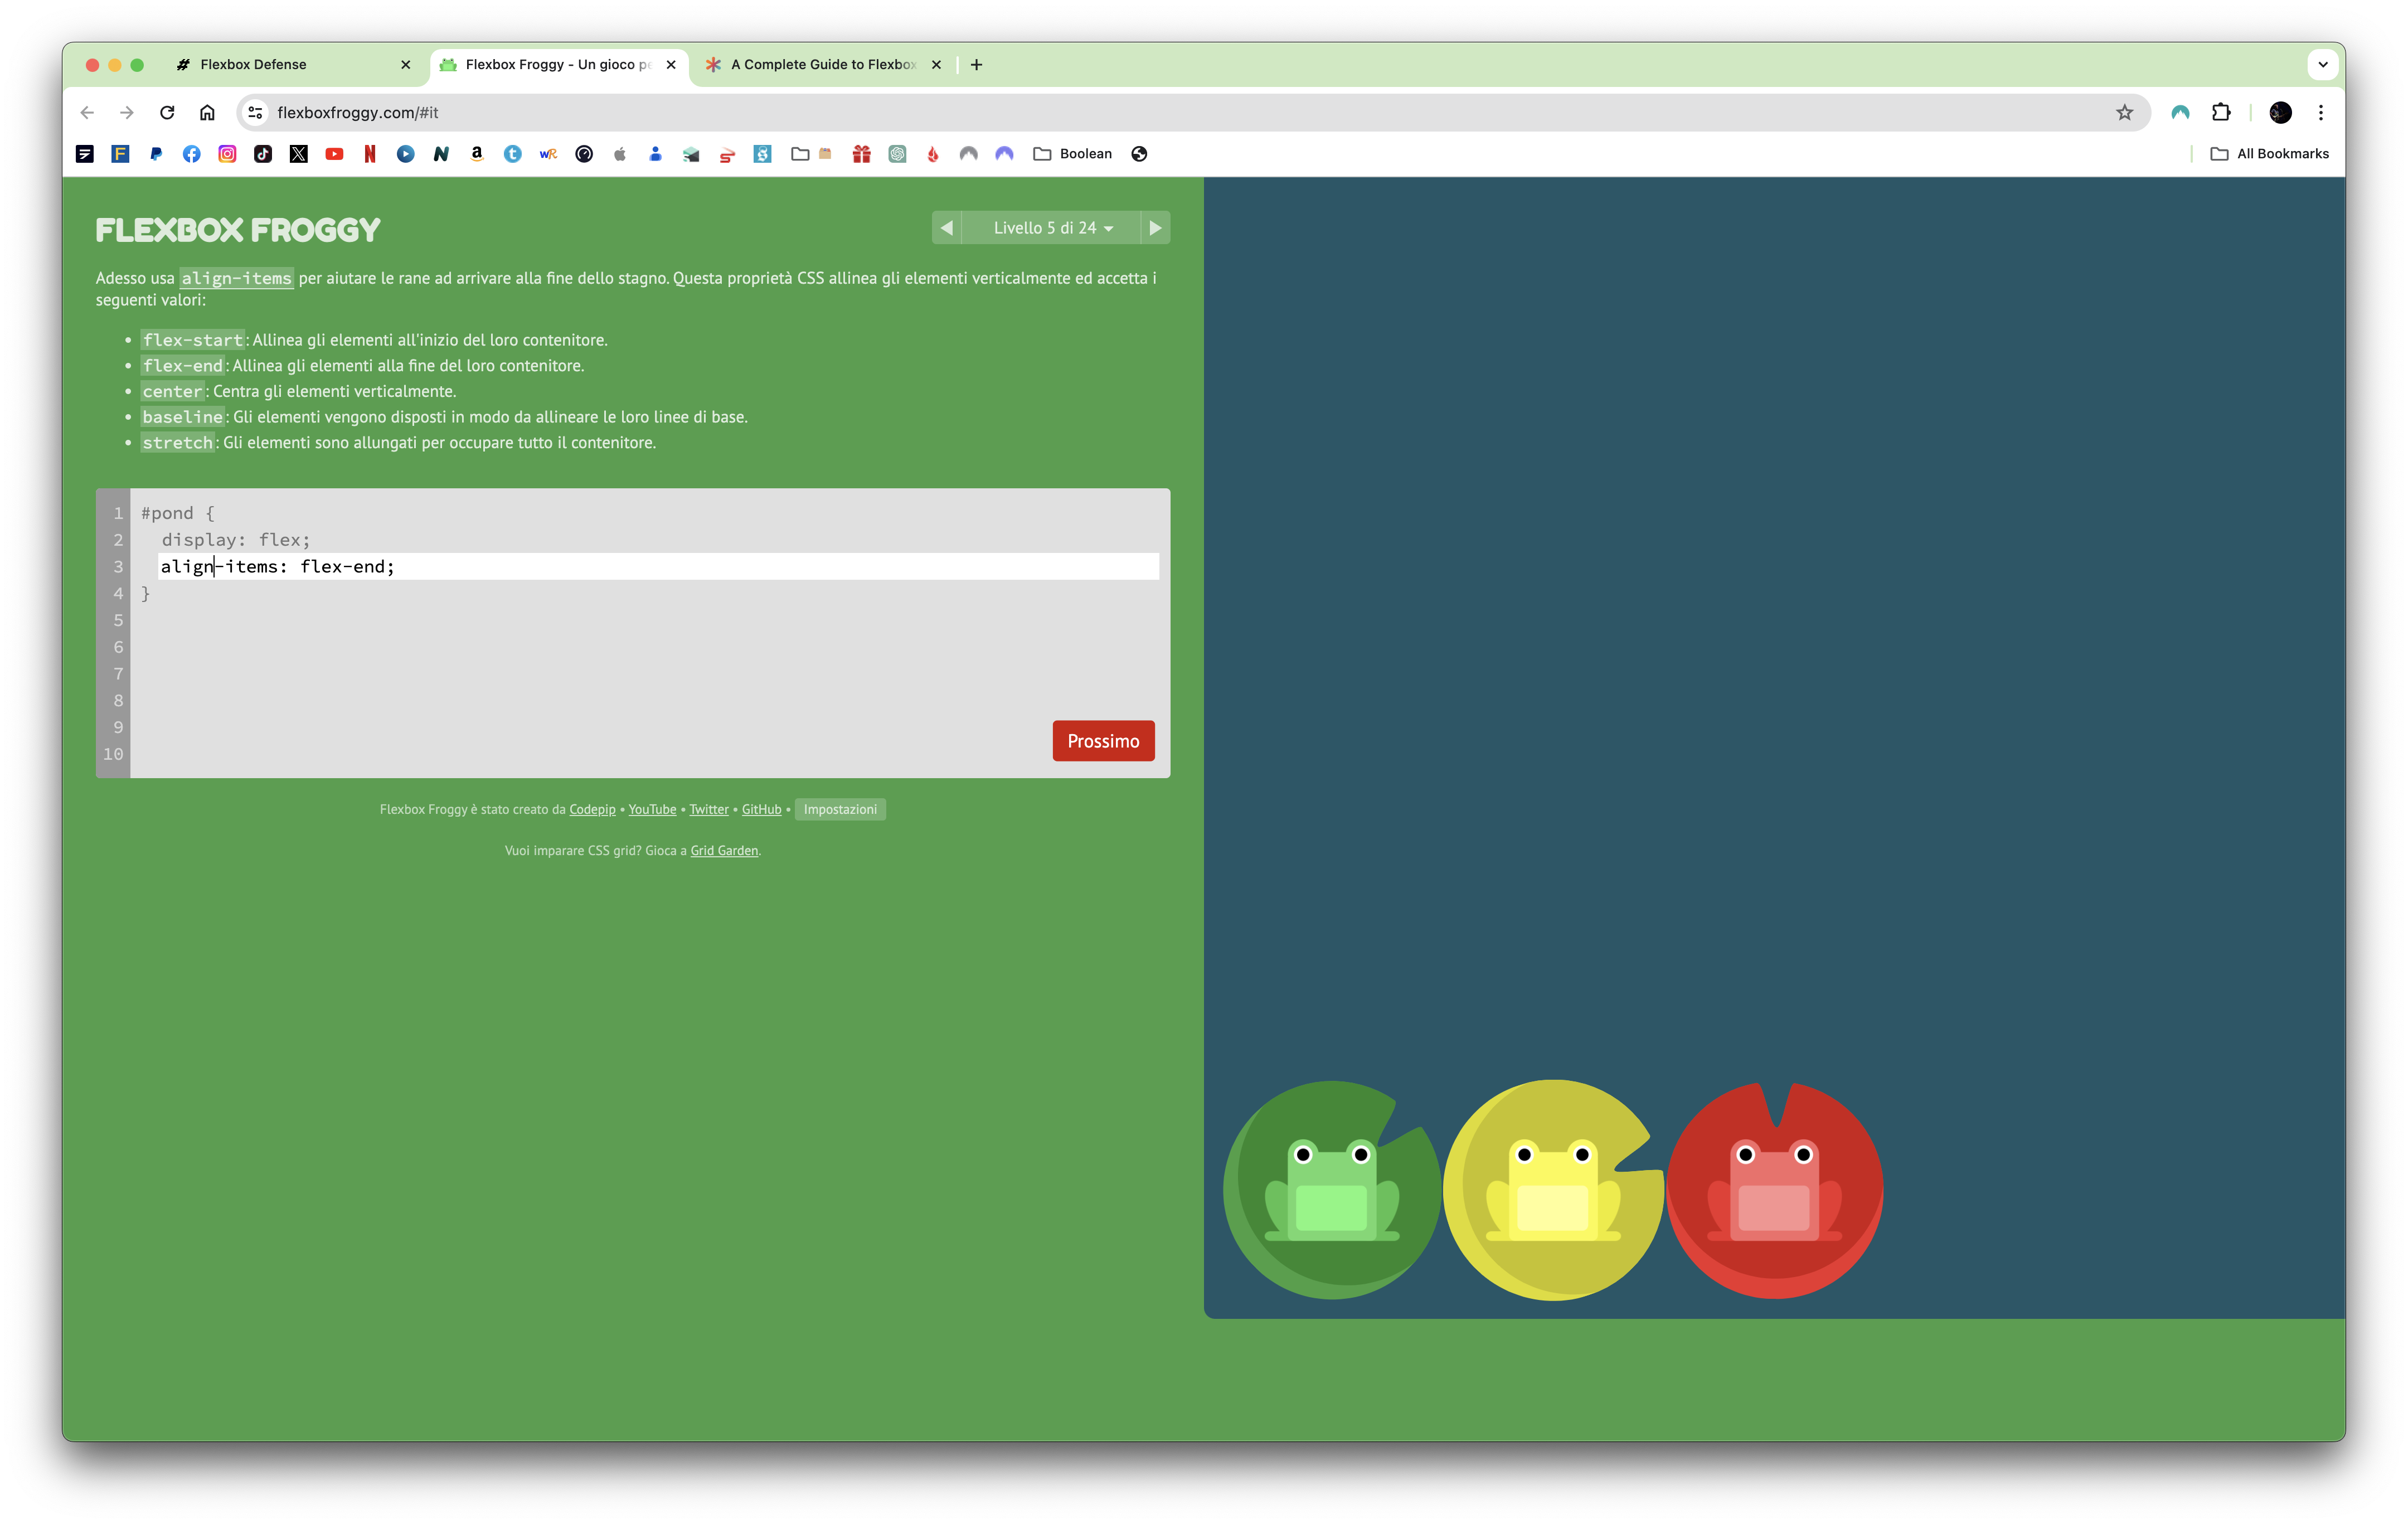 Flexbox Defense
Flexbox Froggy - Un gioco pe
A Complete Guide to Flexbox
flexboxfroggy.com/#it
Boolean
All Bookmarks
FLEXBOX FROGGY
Livello 5 di 24
Adesso usa align-items per aiutare le rane ad arrivare alla fine dello stagno. Questa proprietà CSS allinea gli elementi verticalmente ed accetta i
seguenti valori:
• flex-start: Allinea gli elementi all'inizio del loro contenitore.
• flex-end: Allinea gli elementi alla fine del loro contenitore.
• center: Centra gli elementi verticalmente.
• baseline: Gli elementi vengono disposti in modo da allineare le loro linee di base.
• stretch: Gli elementi sono allungati per occupare tutto il contenitore.
1 #pond {
2 display: flex;
3 align-items: flex-end;
4 }
5
6
7
8
9
10
Prossimo
Flexbox Froggy è stato creato da Codepip • YouTube • Twitter • GitHub • Impostazioni
Vuoi imparare CSS grid? Gioca a Grid Garden.